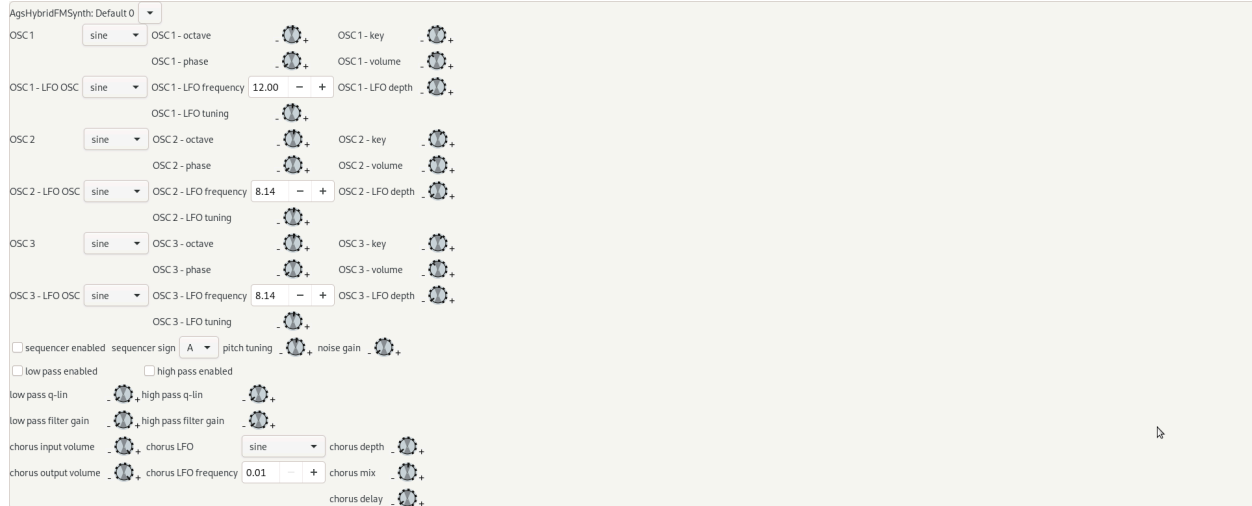 AgsHybridFMSynth: Default 0
OSC 1 sine OSC 1 - octave - + OSC 1 - key - +
OSC 1 - phase - + OSC 1 - volume - +
OSC 1 - LFO OSC sine OSC 1 - LFO frequency 12.00 − + OSC 1 - LFO depth - +
OSC 1 - LFO tuning - +
OSC 2 sine OSC 2 - octave - + OSC 2 - key - +
OSC 2 - phase - + OSC 2 - volume - +
OSC 2 - LFO OSC sine OSC 2 - LFO frequency 8.14 − + OSC 2 - LFO depth - +
OSC 2 - LFO tuning - +
OSC 3 sine OSC 3 - octave - + OSC 3 - key - +
OSC 3 - phase - + OSC 3 - volume - +
OSC 3 - LFO OSC sine OSC 3 - LFO frequency 8.14 − + OSC 3 - LFO depth - +
OSC 3 - LFO tuning - +
sequencer enabled sequencer sign A pitch tuning - + noise gain - +
low pass enabled high pass enabled
low pass q-lin - + high pass q-lin - +
low pass filter gain - + high pass filter gain - +
chorus input volume - + chorus LFO sine chorus depth - +
chorus output volume - + chorus LFO frequency 0.01 − + chorus mix - +
chorus delay - +